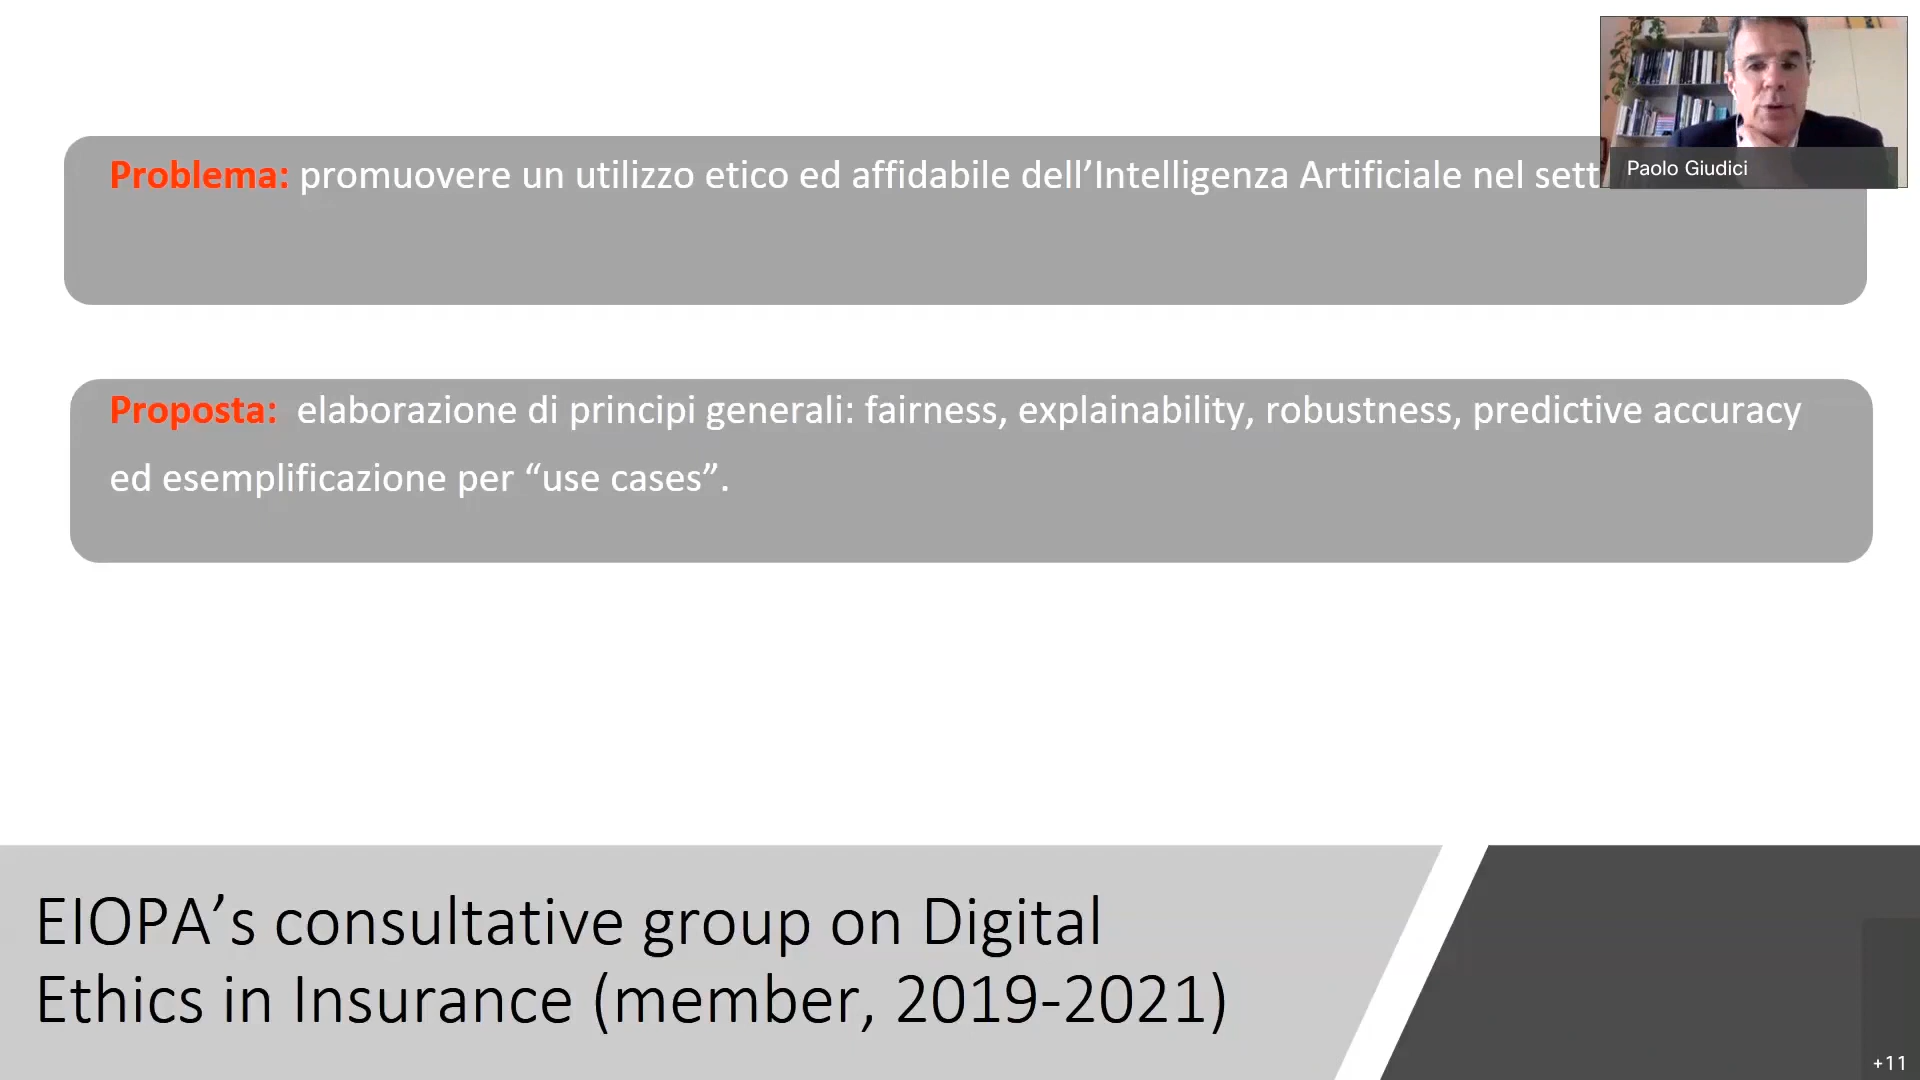 Problema: promuovere un utilizzo etico ed affidabile dell’Intelligenza Artificiale nel
Paolo Giudici
Proposta: elaborazione di principi generali: fairness, explainability, robustness, predictive accuracy
ed esemplificazione per “use cases”.
EIOPA’s consultative group on Digital
Ethics in Insurance (member, 2019-2021)
+11